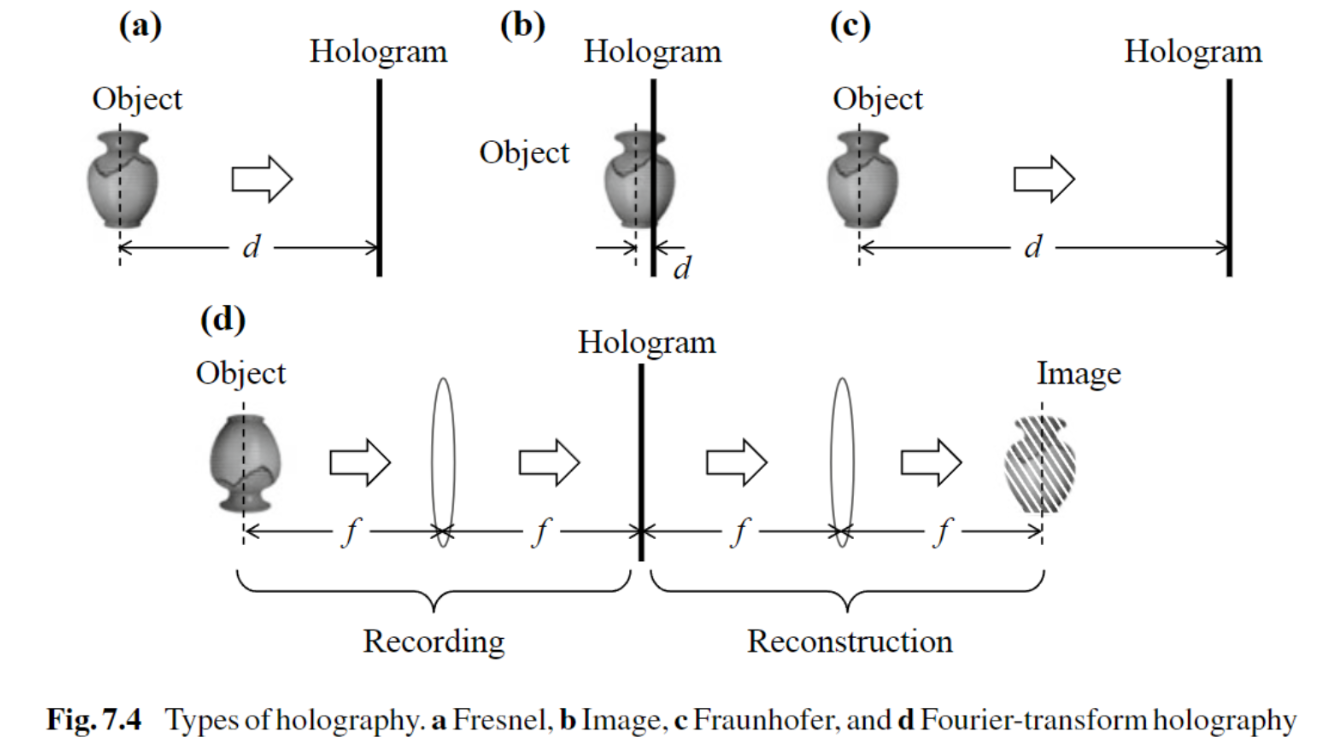 (a) (b) (c)
Hologram Hologram Hologram
Object Object
Object
d d
d
(d)
Hologram
Object Image
f f f f
Recording Reconstruction
Fig. 7.4 Types of holography. a Fresnel, b Image, c Fraunhofer, and d Fourier-transform holography